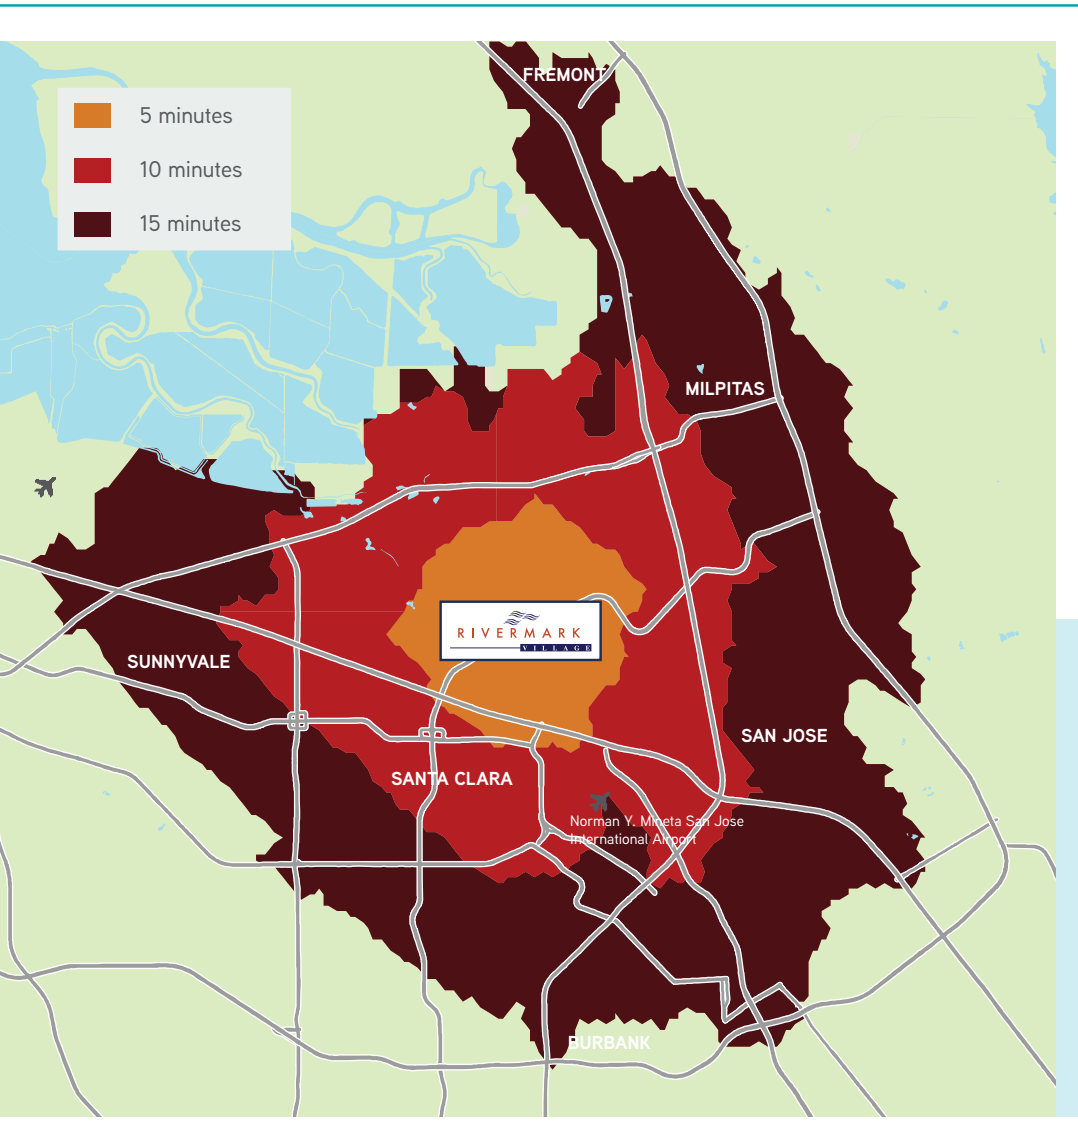 FREMONT
5 minutes
10 minutes
15 minutes
MILPITAS
RIVERMARK
VILLAGE
SUNNYVALE
SAN JOSE
SANTA CLARA
Norman Y. Mineta San Jose
International Airport
BURBANK